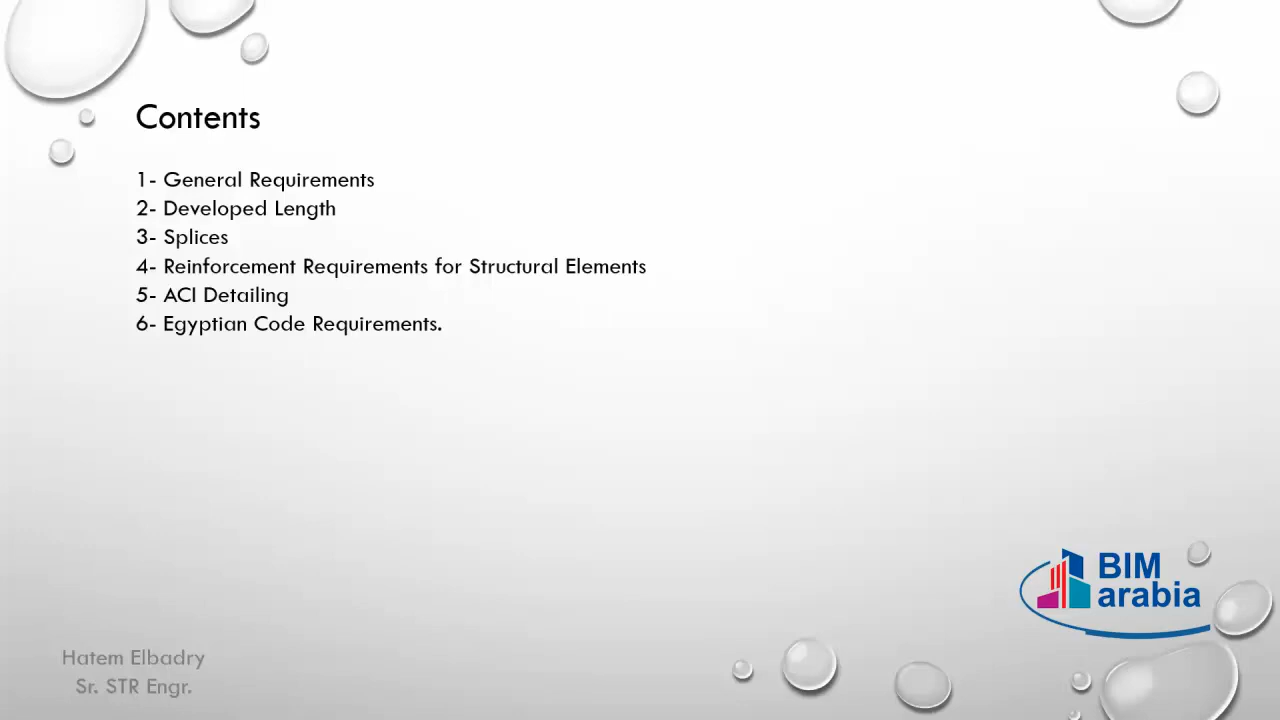 Contents
1- General Requirements
2- Developed Length
3- Splices
4- Reinforcement Requirements for Structural Elements
5- ACI Detailing
6- Egyptian Code Requirements.
BIM
arabia
Hatem Elbadry
Sr. STR Engr.